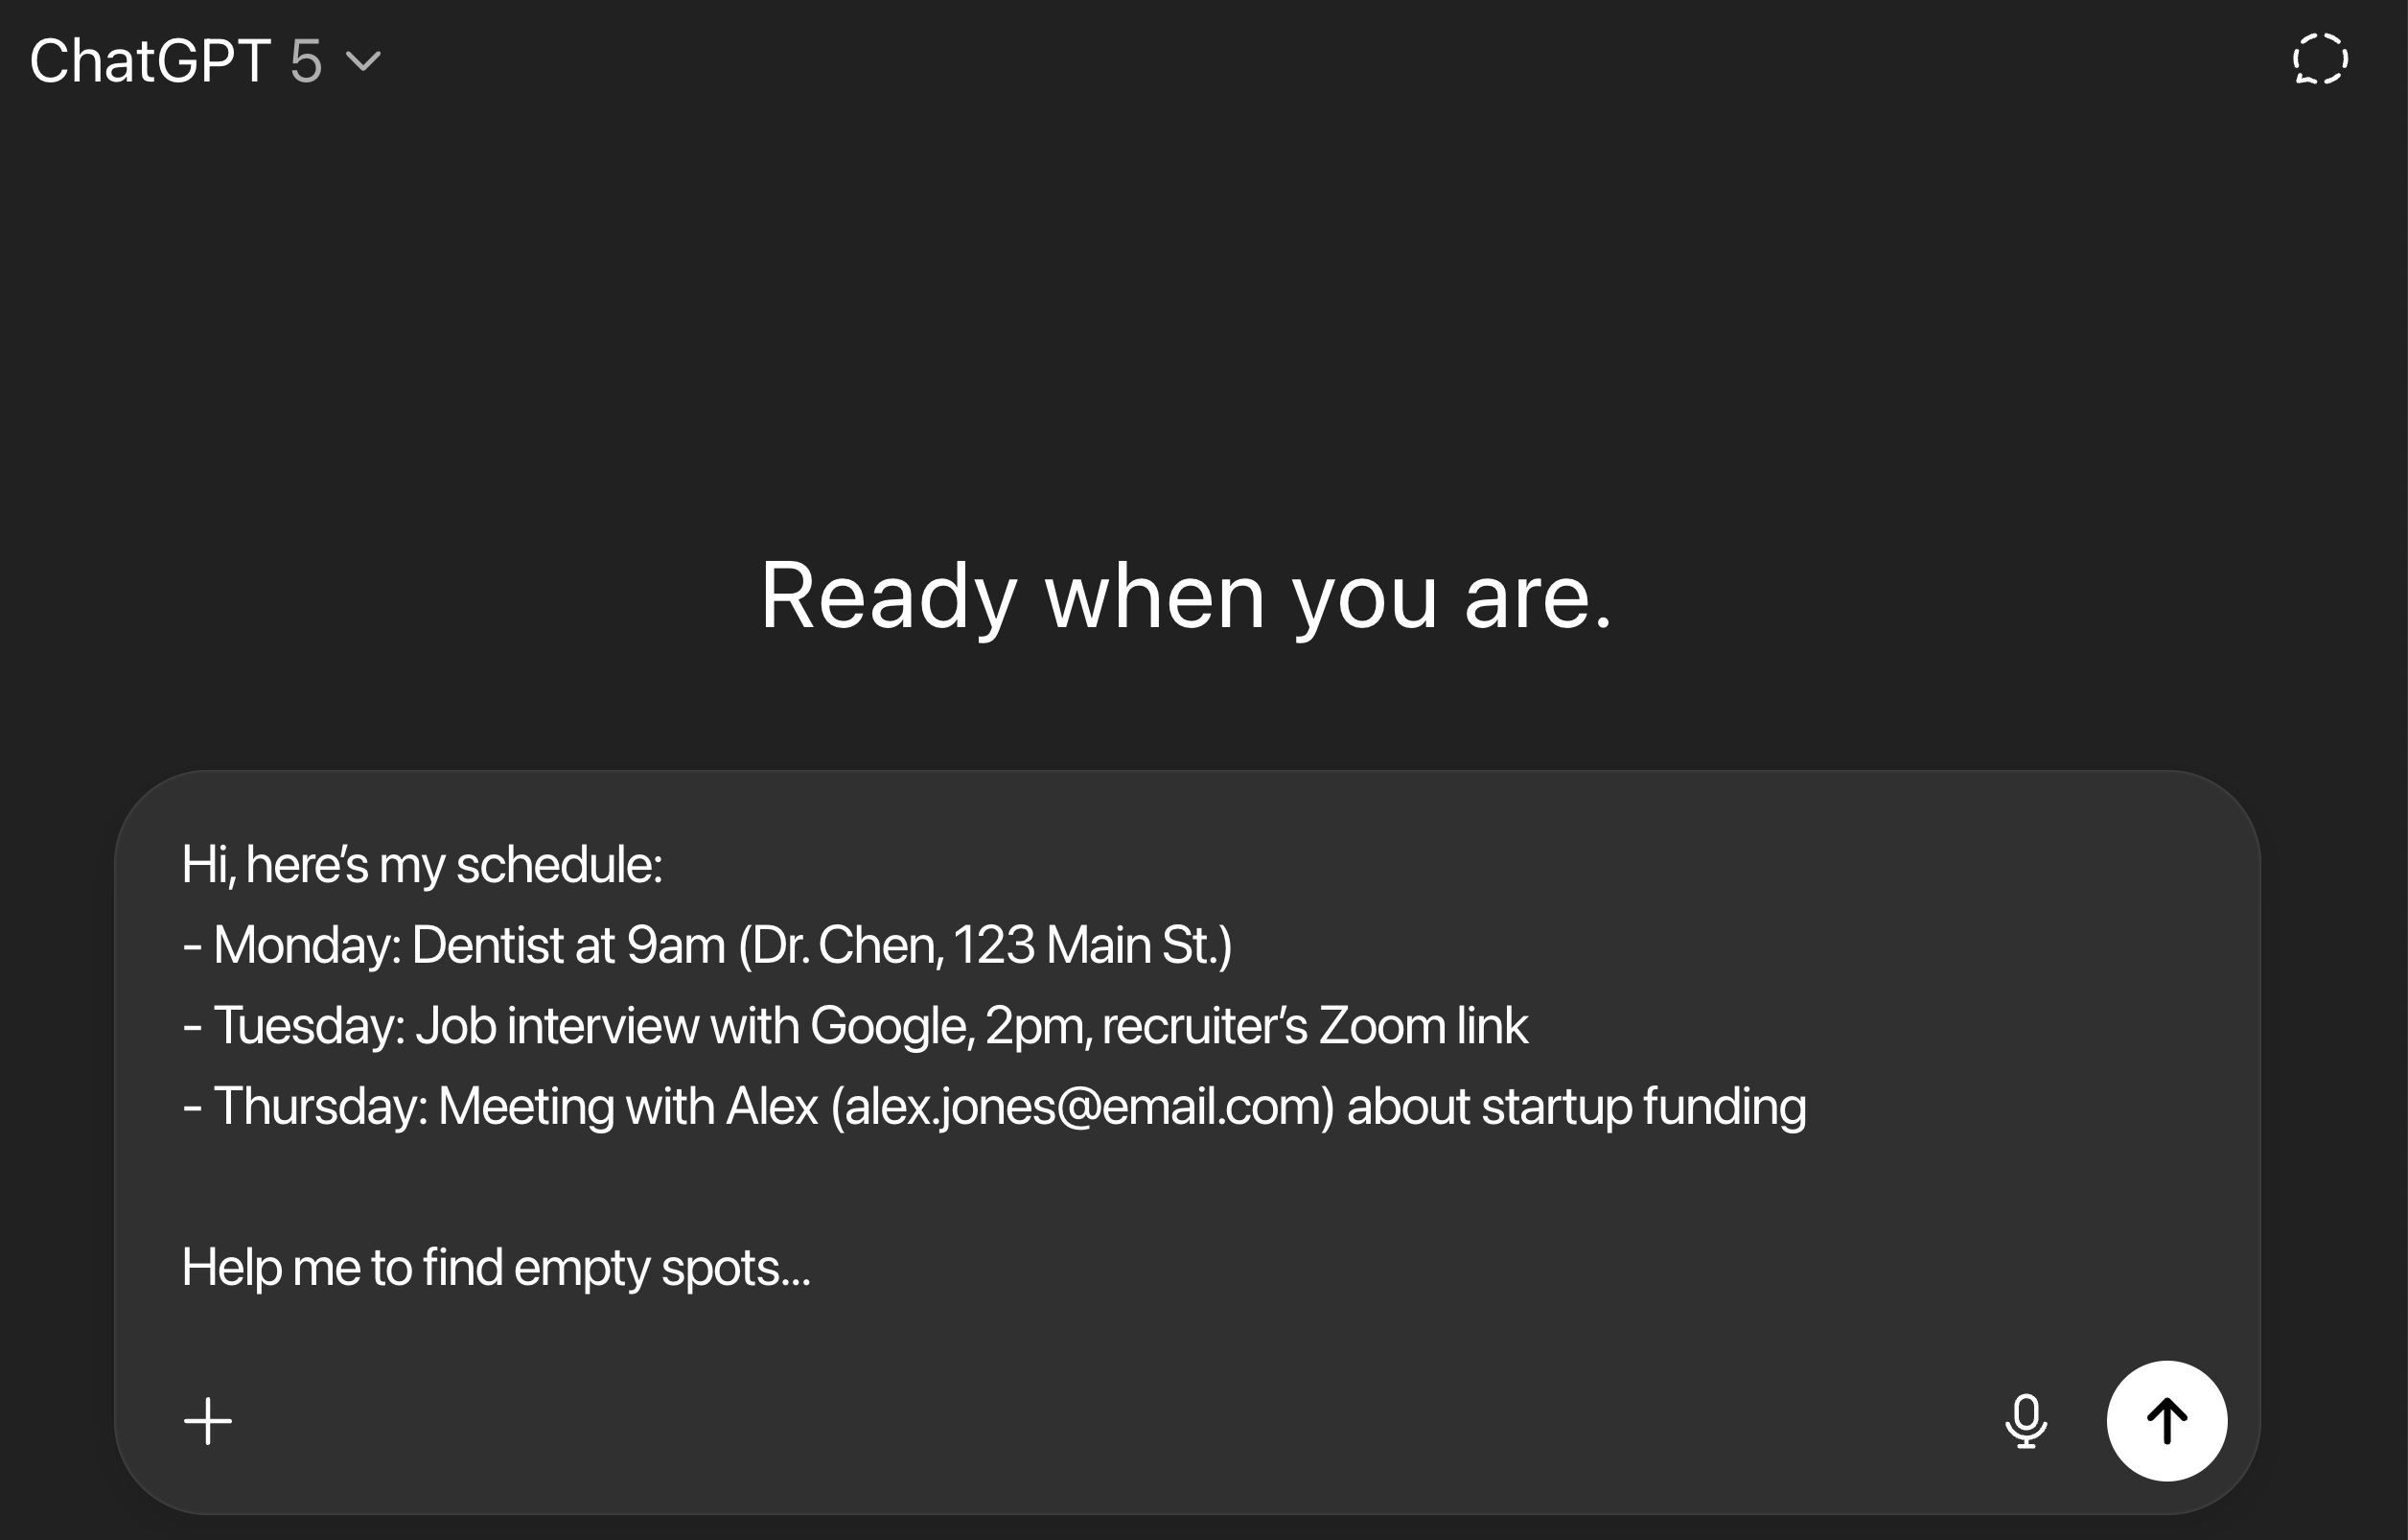 ChatGPT 5
Ready when you are.
Hi, here's my schedule:
- Monday: Dentist at 9am (Dr. Chen, 123 Main St.)
- Tuesday: Job interview with Google, 2pm, recruiter's Zoom link
- Thursday: Meeting with Alex (alex.jones@email.com) about startup funding
Help me to find empty spots...